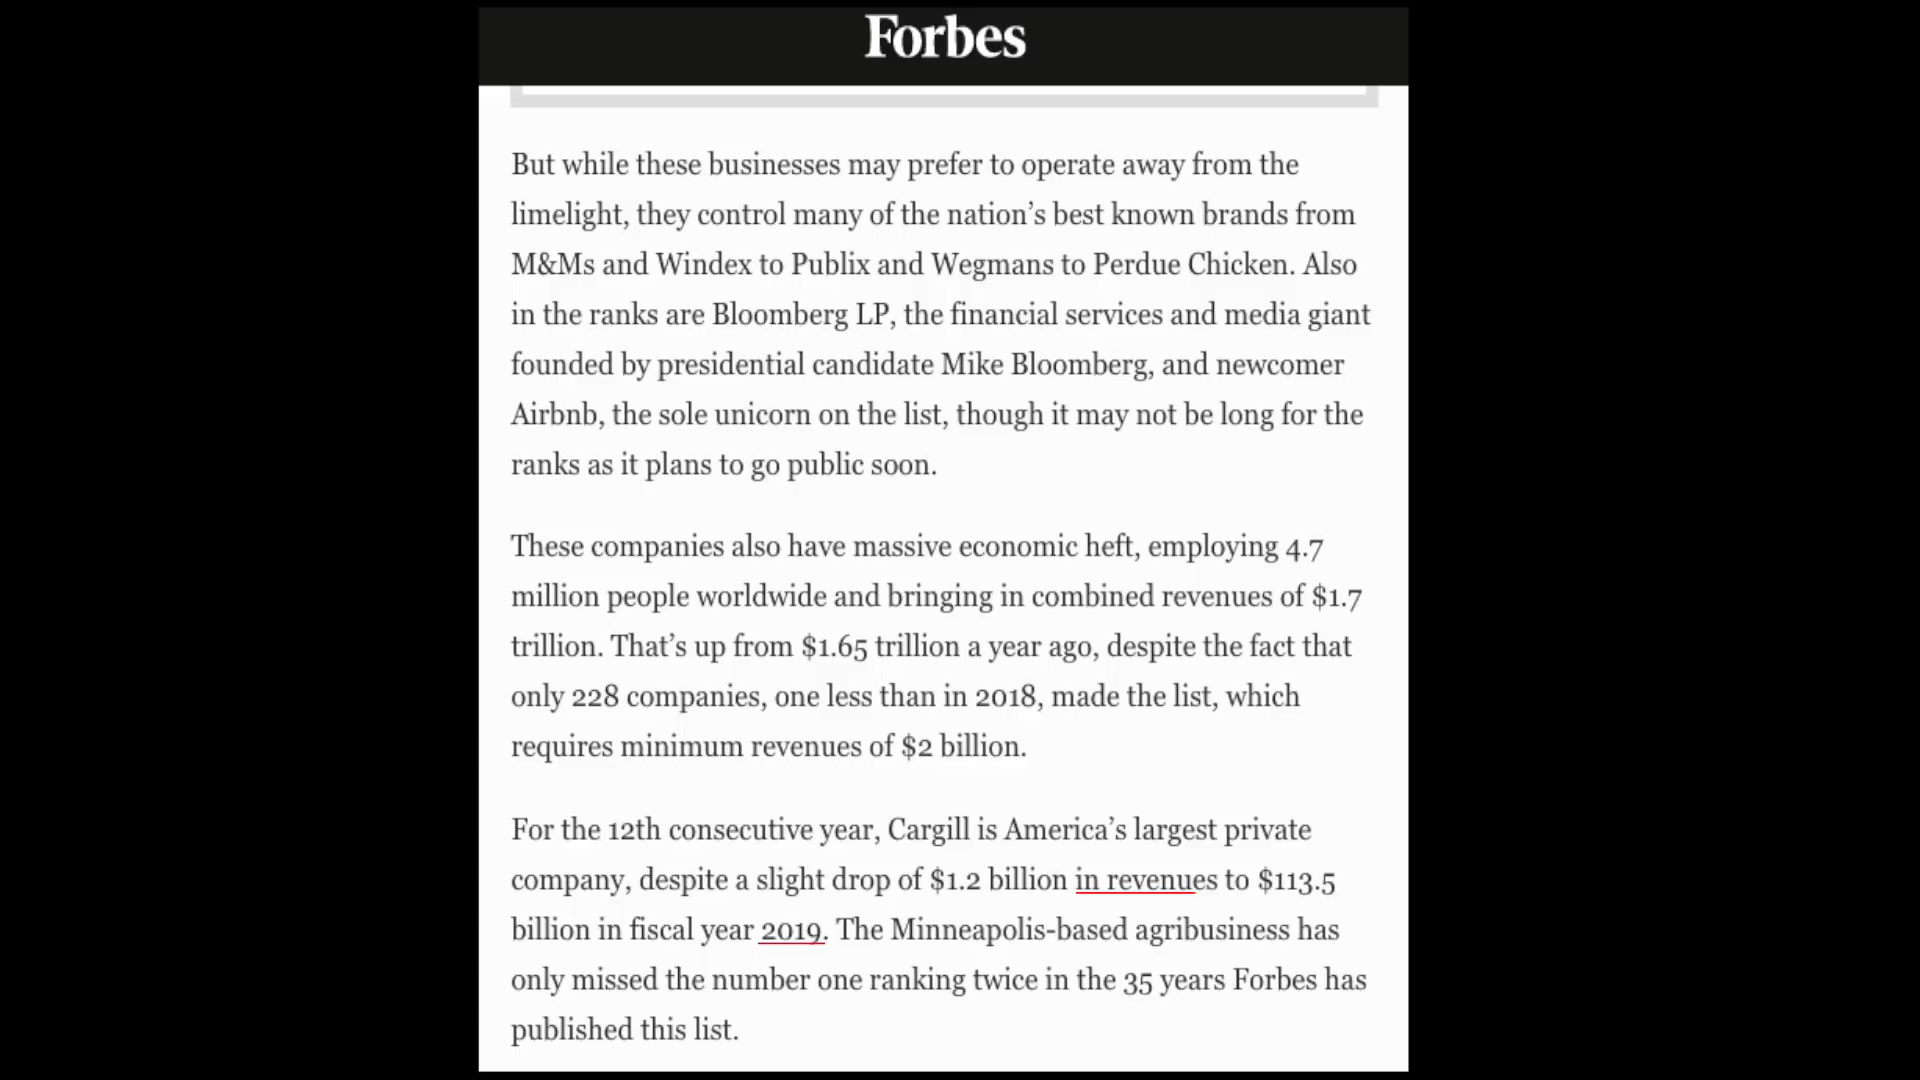 Forbes
But while these businesses may prefer to operate away from the
limelight, they control many of the nation’s best known brands from
M&Ms and Windex to Publix and Wegmans to Perdue Chicken. Also
in the ranks are Bloomberg LP, the financial services and media giant
founded by presidential candidate Mike Bloomberg, and newcomer
Airbnb, the sole unicorn on the list, though it may not be long for the
ranks as it plans to go public soon.
These companies also have massive economic heft, employing 4.7
million people worldwide and bringing in combined revenues of $1.7
trillion. That’s up from $1.65 trillion a year ago, despite the fact that
only 228 companies, one less than in 2018, made the list, which
requires minimum revenues of $2 billion.
For the 12th consecutive year, Cargill is America’s largest private
company, despite a slight drop of $1.2 billion in revenues to $113.5
billion in fiscal year 2019. The Minneapolis-based agribusiness has
only missed the number one ranking twice in the 35 years Forbes has
published this list.